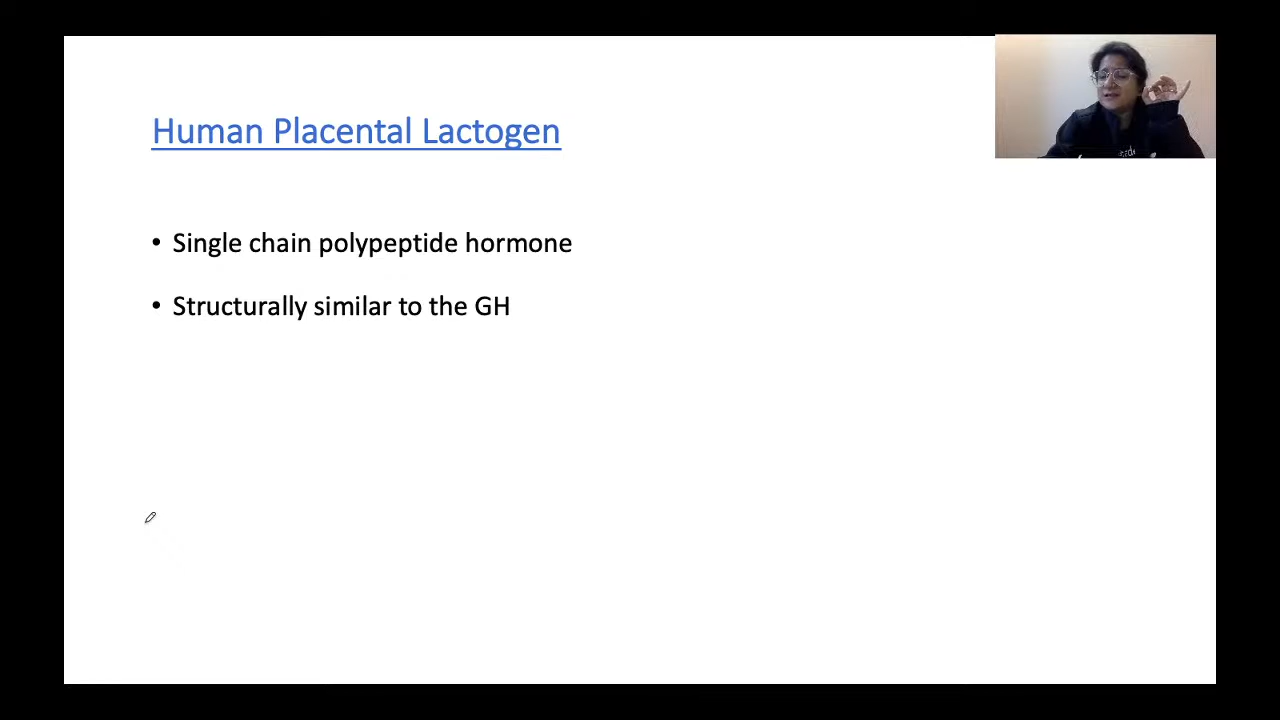 Human Placental Lactogen
• Single chain polypeptide hormone
• Structurally similar to the GH